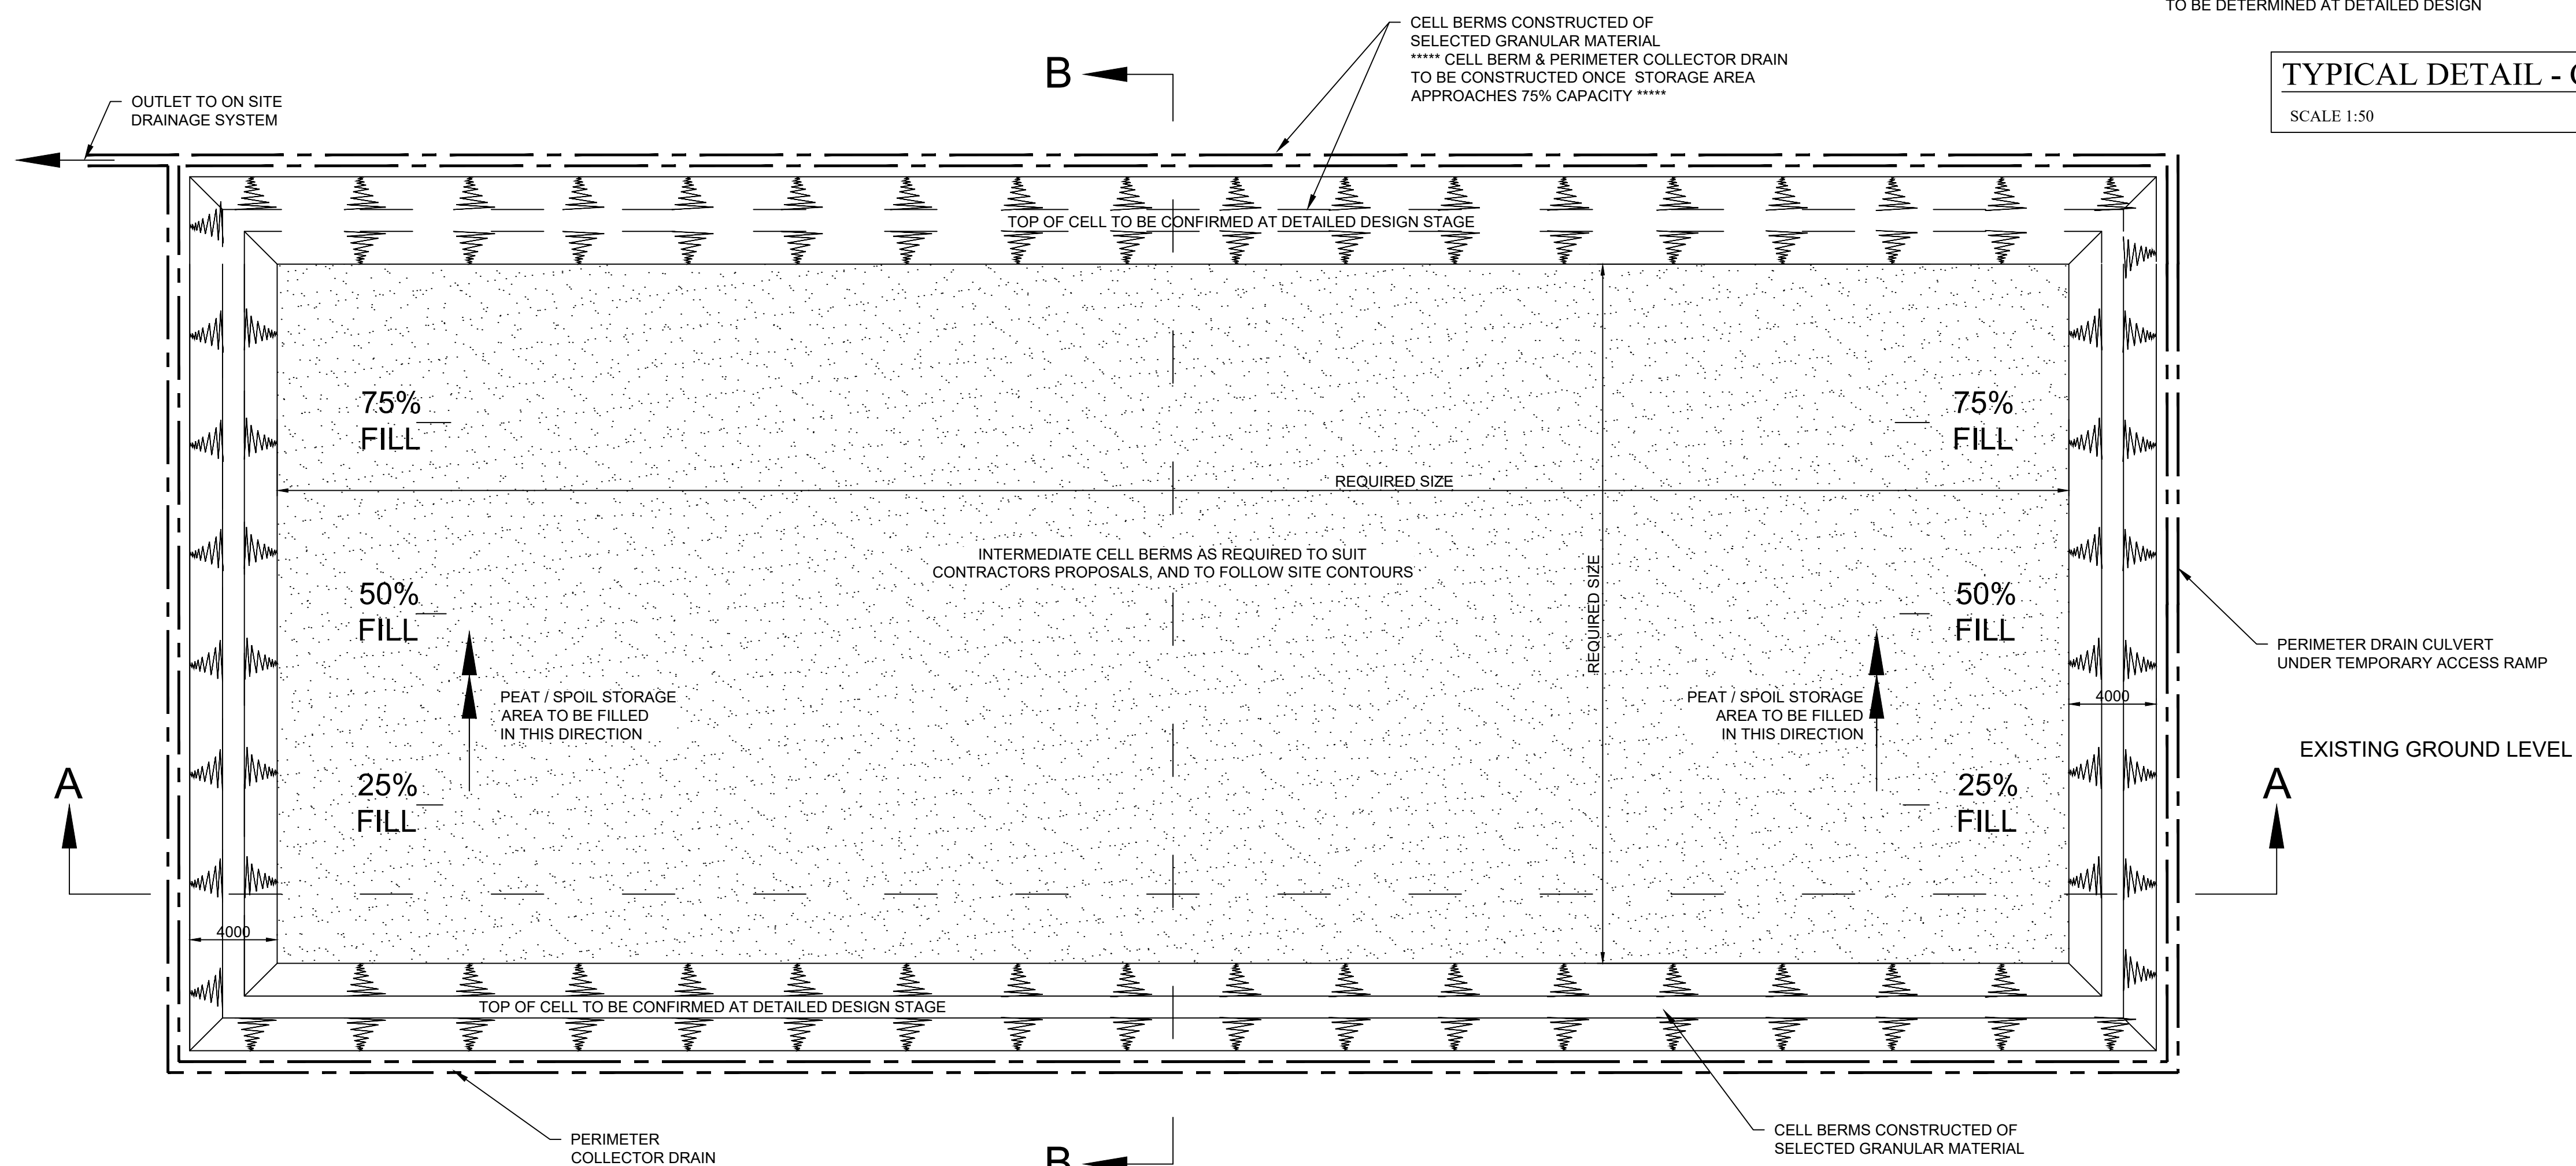 TO BE DETERMINED AT DETAILED DESIGN
CELL BERMS CONSTRUCTED OF
SELECTED GRANULAR MATERIAL
***** CELL BERM & PERIMETER COLLECTOR DRAIN
TO BE CONSTRUCTED ONCE STORAGE AREA
APPROACHES 75% CAPACITY *****
B
TYPICAL DETAIL -
SCALE 1:50
OUTLET TO ON SITE
DRAINAGE SYSTEM
TOP OF CELL TO BE CONFIRMED AT DETAILED DESIGN STAGE
75%
FILL
75%
FILL
REQUIRED SIZE
INTERMEDIATE CELL BERMS AS REQUIRED TO SUIT
CONTRACTORS PROPOSALS, AND TO FOLLOW SITE CONTOURS
REQUIRED SIZE
50%
FILL
50%
FILL
PERIMETER DRAIN CULVERT
UNDER TEMPORARY ACCESS RAMP
PEAT / SPOIL STORAGE
AREA TO BE FILLED
IN THIS DIRECTION
PEAT / SPOIL STORAGE
AREA TO BE FILLED
IN THIS DIRECTION
4000
EXISTING GROUND LEVEL
A
25%
FILL
25%
FILL
A
4000
TOP OF CELL TO BE CONFIRMED AT DETAILED DESIGN STAGE
PERIMETER
COLLECTOR DRAIN
B
CELL BERMS CONSTRUCTED OF
SELECTED GRANULAR MATERIAL